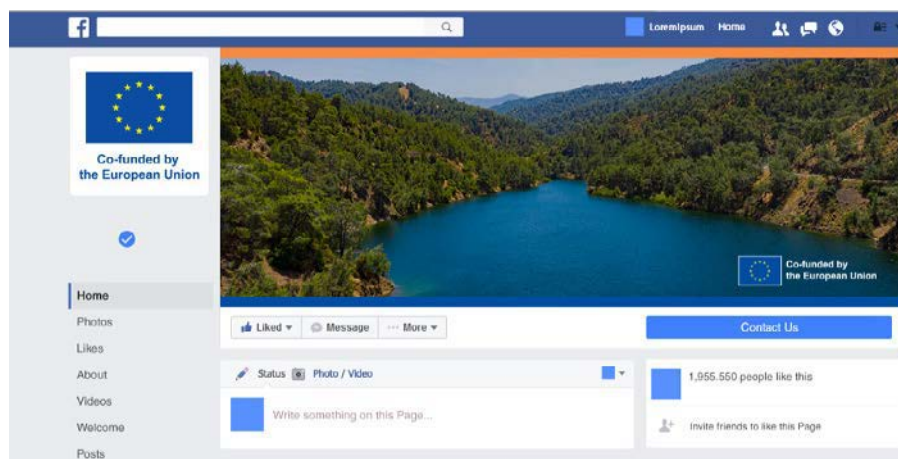 f
LoremIpsum Home
Co-funded by
the European Union
Co-funded by
the European Union
Home
Photos
Likes
About
Videos
Welcome
Posts
Liked Message ... More
Contact Us
Status Photo / Video
Write something on this Page...
1,955.550 people like this
Invite friends to like this Page